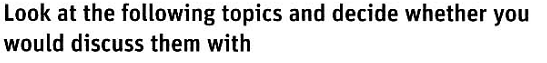 Look at the following topics and decide whether you
would discuss them with